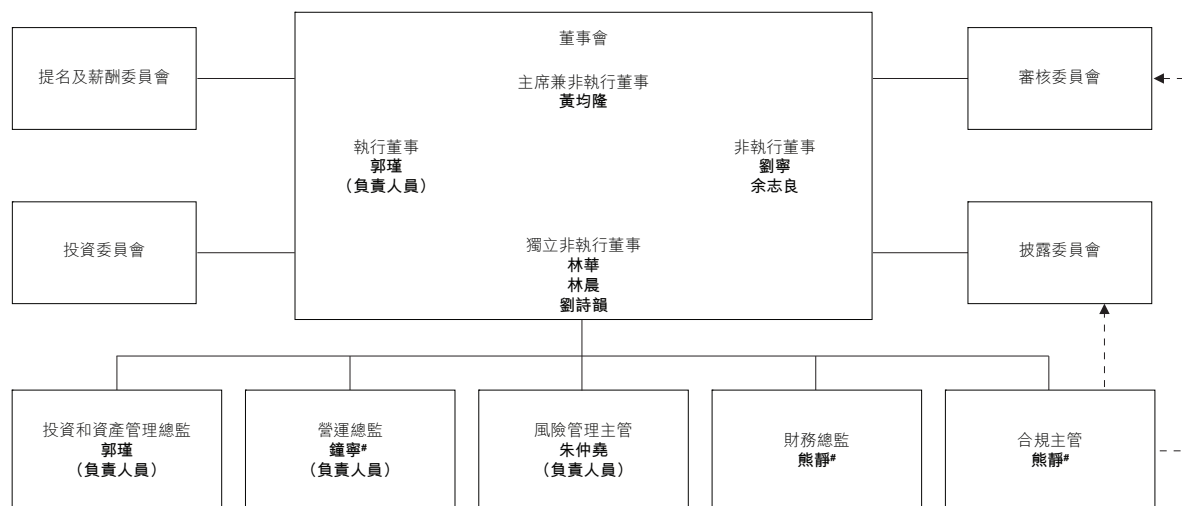 董事會
提名及薪酬委員會
主席兼非執行董事
黃均隆
審核委員會
執行董事
郭瑾
（負責人員）
非執行董事
劉寧
余志良
投資委員會
獨立非執行董事
林華
林晨
劉詩韻
披露委員會
投資和資產管理總監
郭瑾
（負責人員）
營運總監
鐘寧#
（負責人員）
風險管理主管
朱仲堯
（負責人員）
財務總監
熊靜#
合規主管
熊靜#